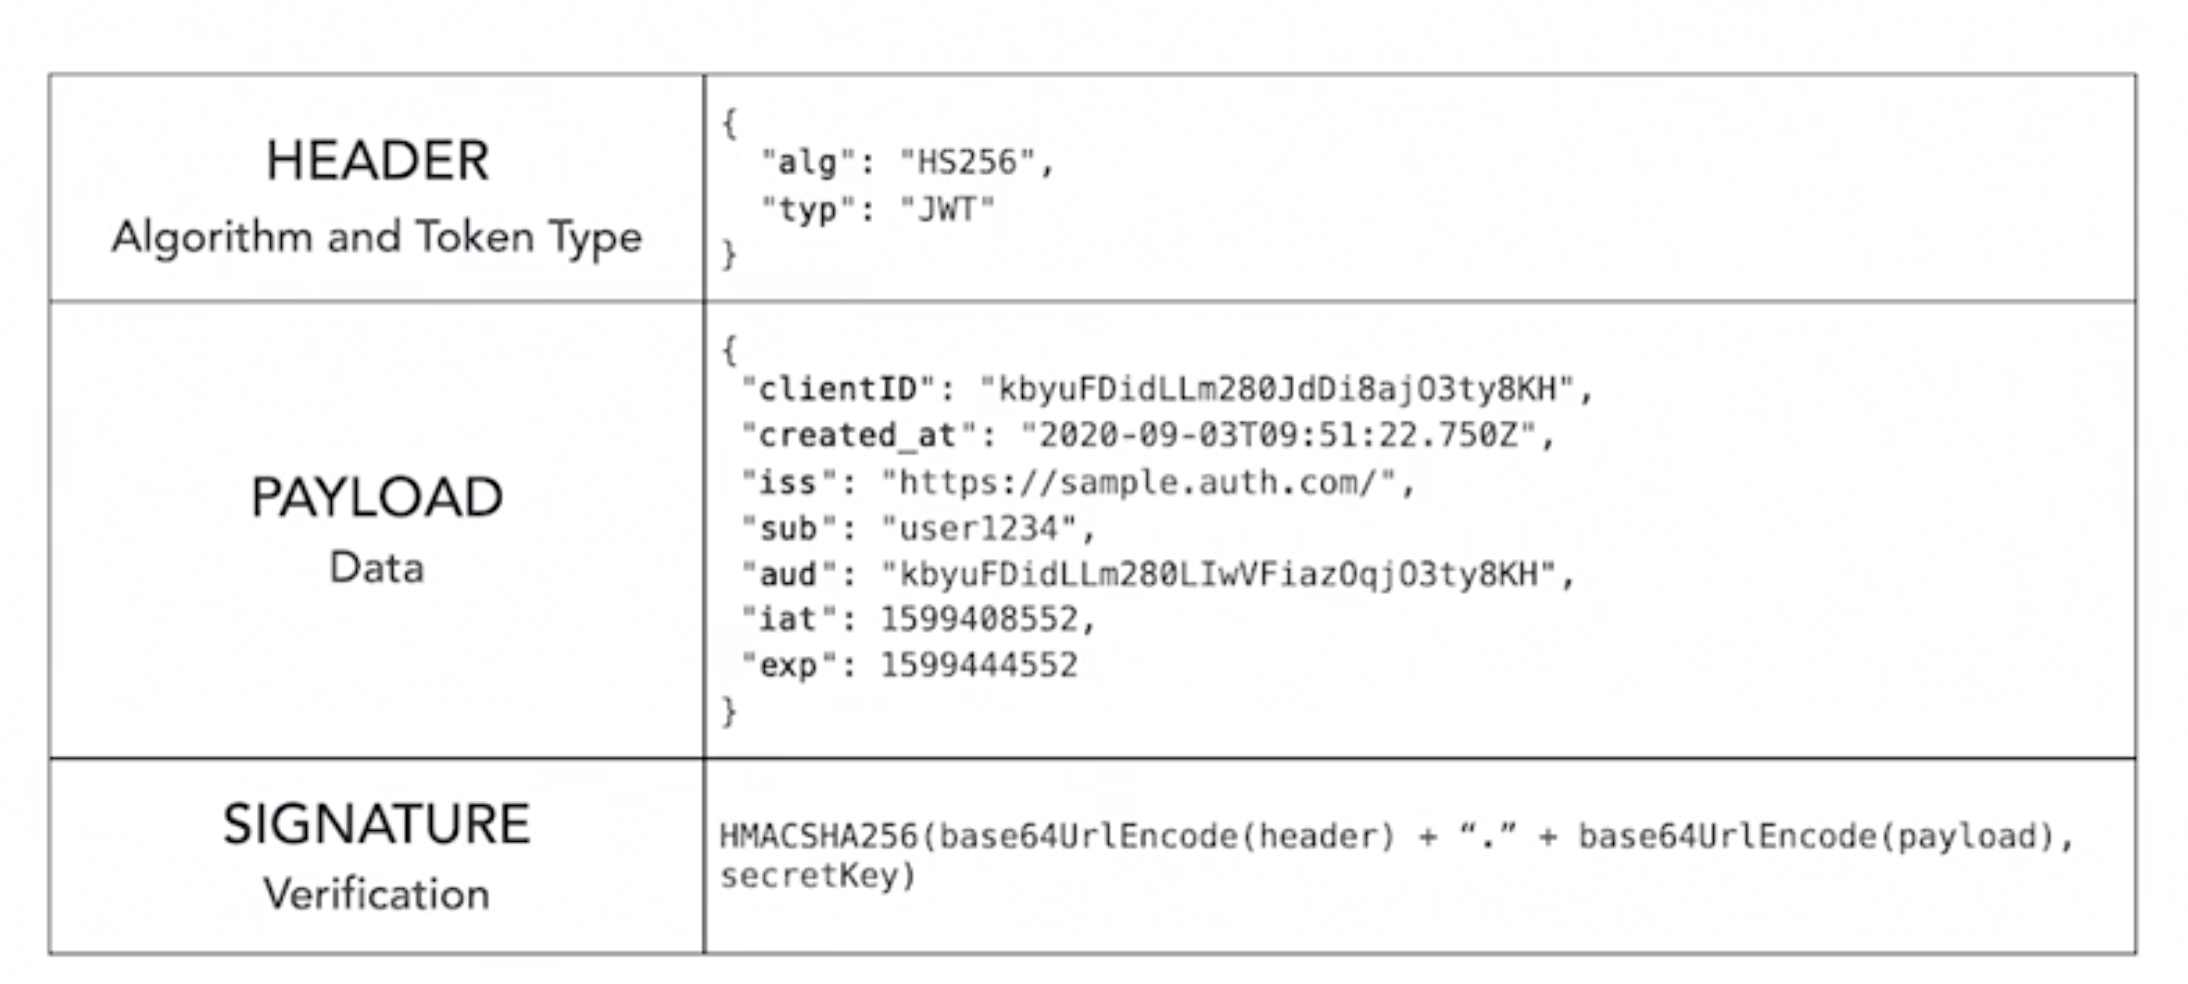 HEADER
Algorithm and Token Type
{
"alg": "HS256",
"typ": "JWT"
}
PAYLOAD
Data
{
"clientID": "kbyuFDidLLm280JdDi8ajO3ty8KH",
"created_at": "2020-09-03T09:51:22.750Z",
"iss": "https://sample.auth.com/",
"sub": "user1234",
"aud": "kbyuFDidLLm280LIwVFiazOqjO3ty8KH",
"iat": 1599408552,
"exp": 1599444552
}
SIGNATURE
Verification
HMACSHA256(base64UrlEncode(header) + “.” + base64UrlEncode(payload),
secretKey)